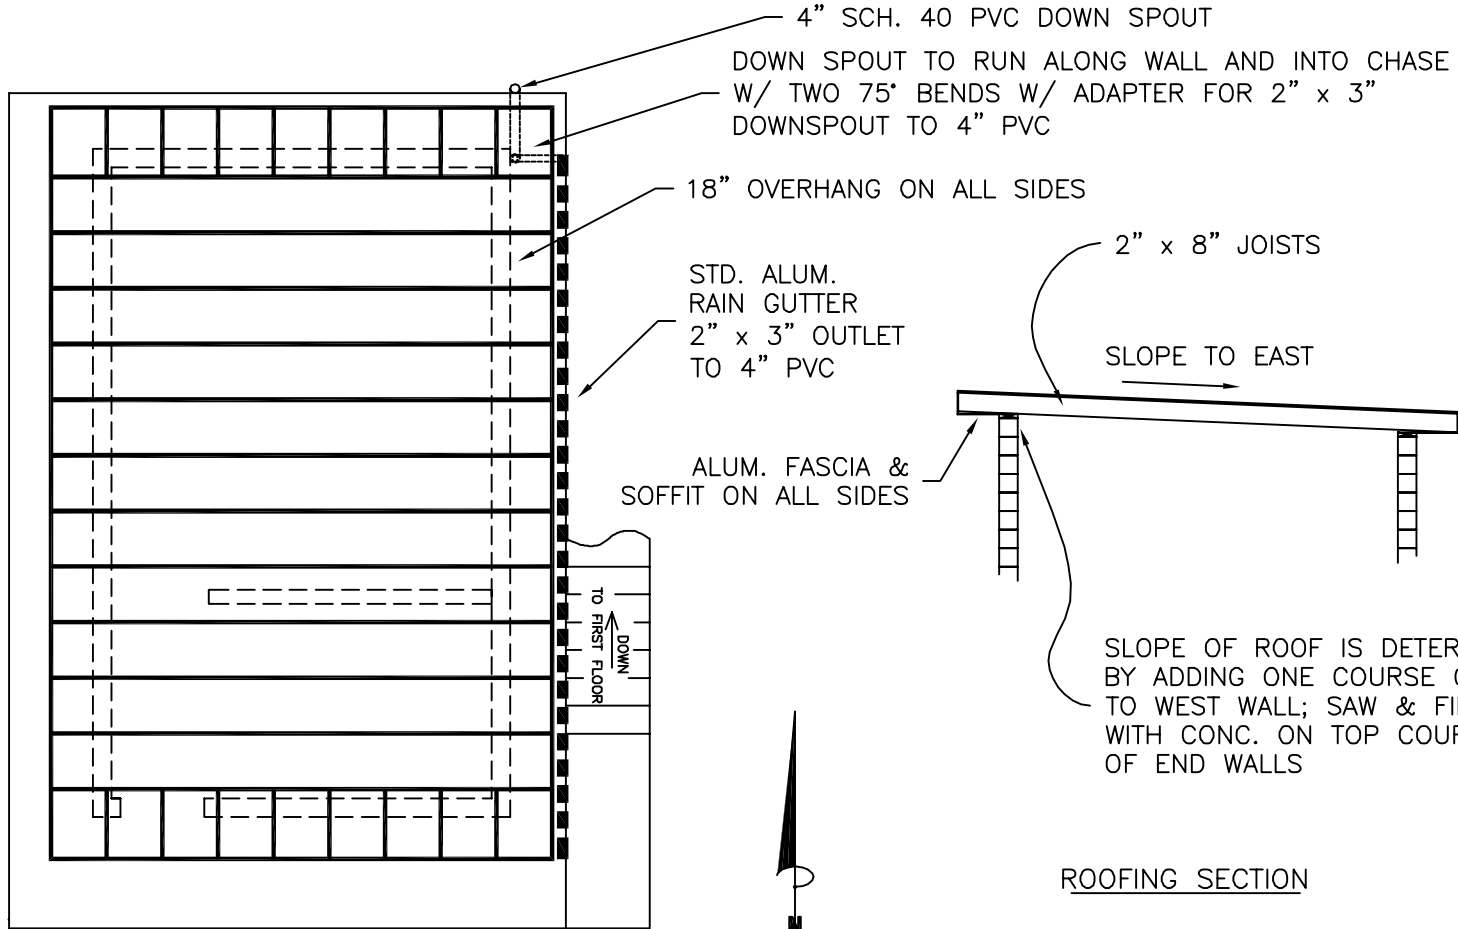 4” SCH. 40 PVC DOWN SPOUT
DOWN SPOUT TO RUN ALONG WALL AND INTO CHASE
W/ TWO 75° BENDS W/ ADAPTER FOR 2” x 3”
DOWNSPOUT TO 4” PVC
18” OVERHANG ON ALL SIDES
STD. ALUM.
RAIN GUTTER
2” x 3” OUTLET
TO 4” PVC
2” x 8” JOISTS
SLOPE TO EAST
ALUM. FASCIA &
SOFFIT ON ALL SIDES
DOWN
TO FIRST FLOOR
SLOPE OF ROOF IS
BY ADDING ONE COURSE
TO WEST WALL; SAW &
WITH CONC. ON TOP
OF END WALLS
N
ROOFING SECTION